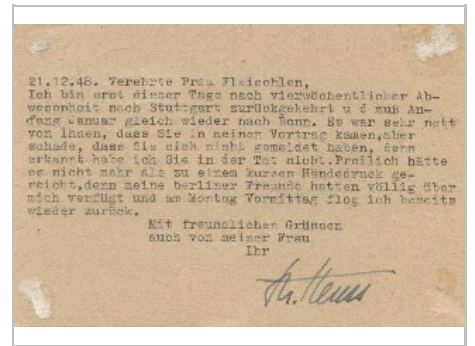 21.12.48. Verehrte Frau Fleischlen,
Ich bin erst dieser Tage nach vierwöchentlicher Ab-
wesenheit nach Stuttgart zurückgekehrt u d muß An-
fang Januar gleich wieder nach Bonn. Es war sehr nett
von Ihnen, dass Sie in meinen Vortrag kamen,aber
schade, dass Sie sich nicht gemeldet haben, denn
erkannt habe ich Sie in der Tat nicht.Freilich hätte
es nicht mehr als zu einem kurzen Händedruck ge-
reicht,denn meine berliner Freunde hatten völlig über
mich verfügt und am Montag Vormittag flog ich bereits
wieder zurück.
Mit freundlichen Grüssen
auch von meiner Frau
Ihr
Th. Heuss